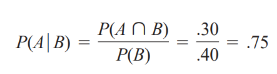 P(A|B) = P(A ∩ B) / P(B) = .30 / .40 = .75